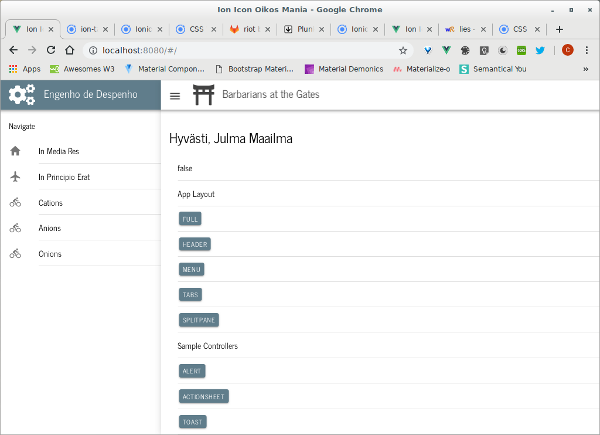 Ion Icon Oikos Mania - Google Chrome
Ion I
ion-t
Ionic
CSS
riot
Plun
Ionic
CSS
Ion I
lies -
CSS
localhost:8080/#/
Apps
Awesomes W3
Material Compon...
Bootstrap Materi...
Material Demonics
Materialize-o
Semantical You
»
Engenho de Despenho
Barbarians at the Gates
Navigate
In Media Res
In Principio Erat
Cations
Anions
Onions
Hyvästi, Julma Maailma
false
App Layout
FULL
HEADER
MENU
TABS
SPLITPANE
Sample Controllers
ALERT
ACTIONSHEET
TOAST